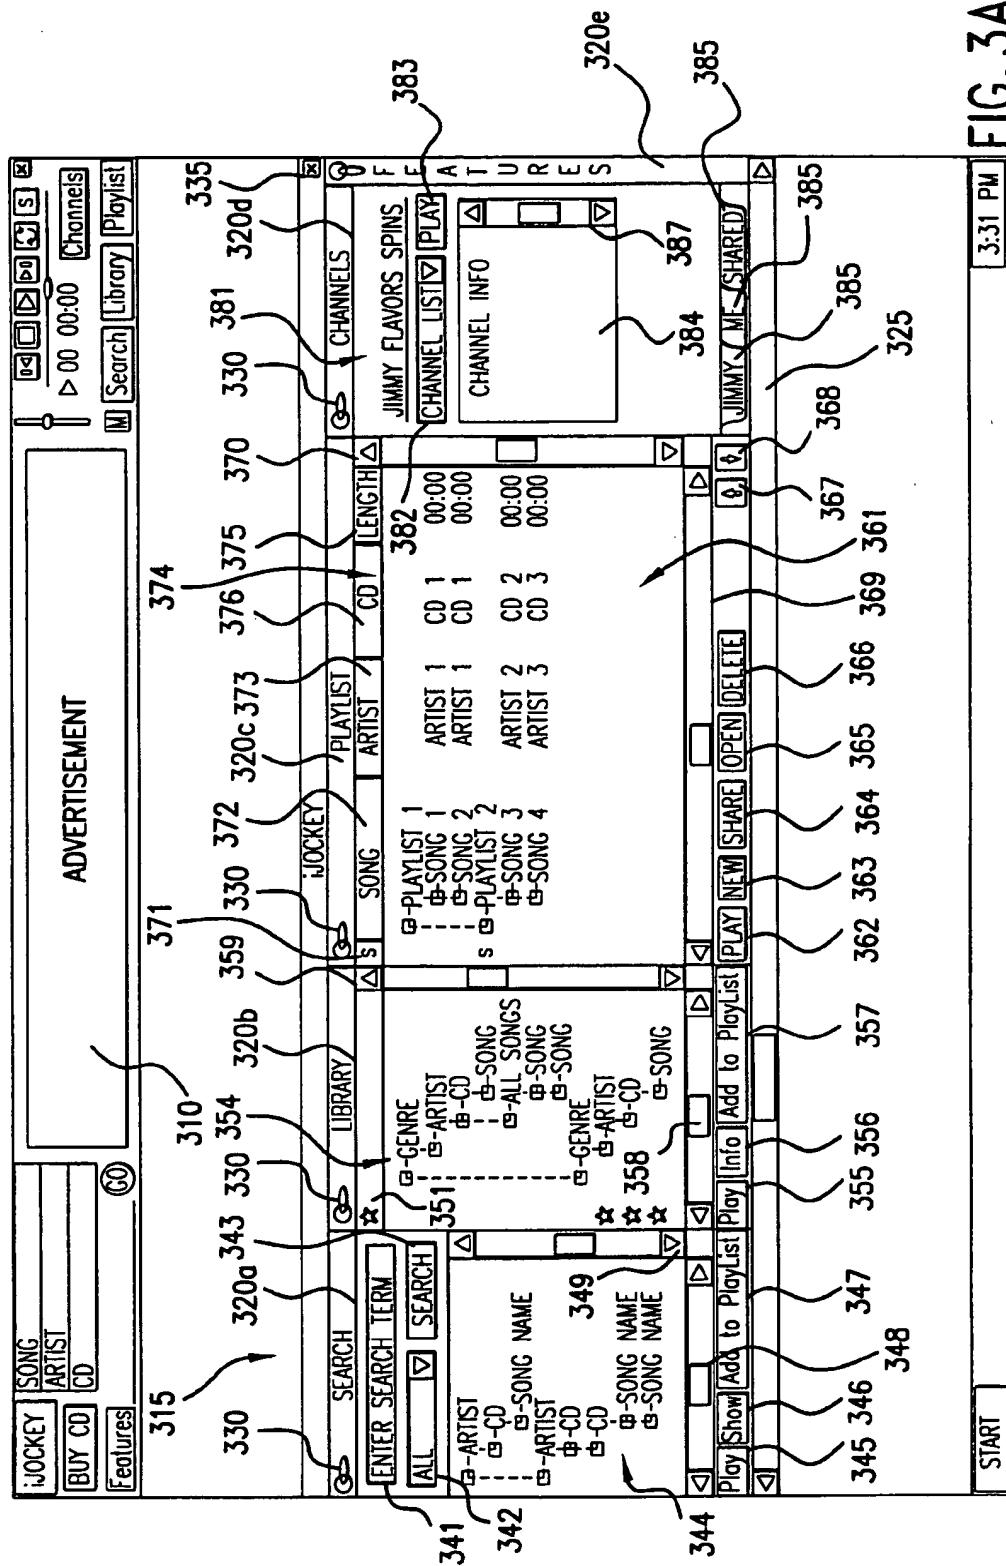 iJOCKEY
SONG
ARTIST
CD
BUY CD
Features
GO
ADVERTISEMENT
310
M
S
X
00 00:00
Channels
Search
Library
Playlist
315
iJOCKEY
335
X
330
SEARCH
320a
343
ENTER SEARCH TERM
341
ALL
SEARCH
342
ARTIST
CD
SONG NAME
ARTIST
CD
CD
SONG NAME
SONG NAME
344
349
Play
Show
Add to PlayList
345
346
347
348
330
LIBRARY
320b
354
351
359
GENRE
ARTIST
CD
SONG
ALL SONGS
SONG
SONG
GENRE
ARTIST
CD
SONG
358
Play
Info
Add to PlayList
355
356
357
371
330
PLAYLIST
320c
372
373
376
374
375
370
S
SONG
ARTIST
CD
LENGTH
PLAYLIST 1
SONG 1 ARTIST 1 CD 1 00:00
SONG 2 ARTIST 1 CD 1 00:00
S PLAYLIST 2
SONG 3 ARTIST 2 CD 2 00:00
SONG 4 ARTIST 3 CD 3 00:00
361
PLAY
NEW
SHARE
OPEN
DELETE
362
363
364
365
366
369
367
368
330
CHANNELS
381
320d
JIMMY FLAVORS SPINS
CHANNEL LIST
PLAY
382
383
CHANNEL INFO
384
387
JIMMY
ME
SHARED
385
385
385
325
FEATURES
320e
START
3:31 PM
FIG. 3A